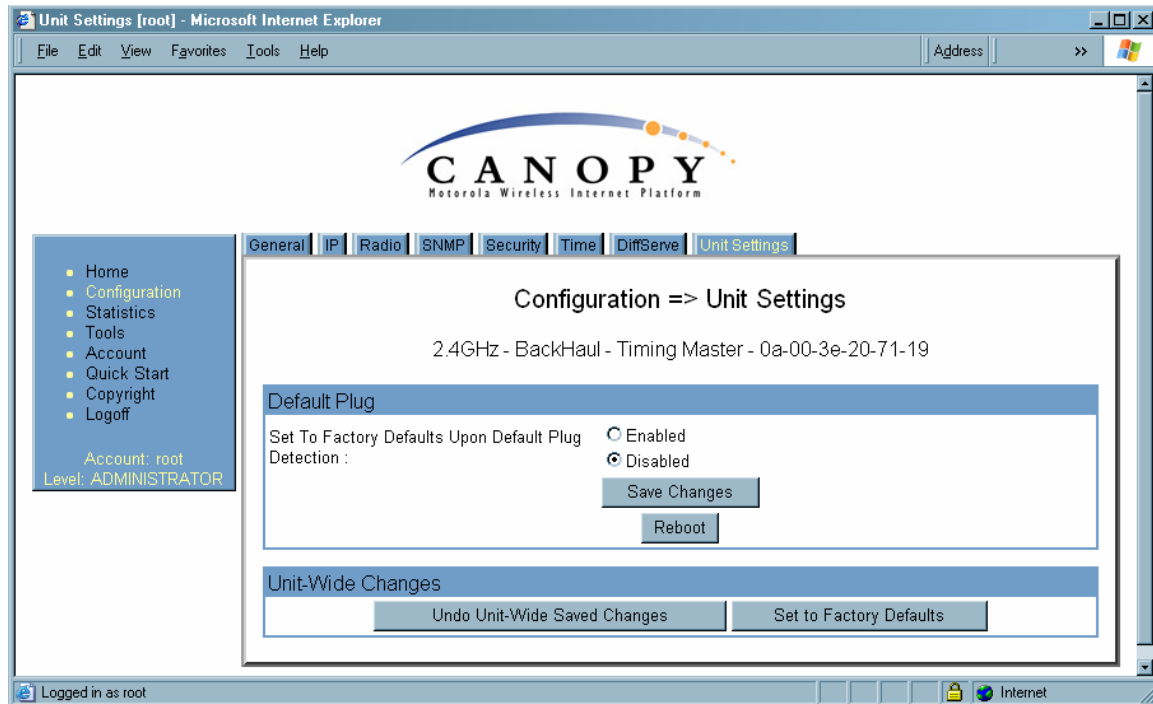 Unit Settings [root] - Microsoft Internet Explorer
File Edit View Favorites Tools Help Address »
CANOPY
Motorola Wireless Internet Platform
General IP Radio SNMP Security Time DiffServe Unit Settings
Home
Configuration
Statistics
Tools
Account
Quick Start
Copyright
Logoff
Account: root
Level: ADMINISTRATOR
Configuration => Unit Settings
2.4GHz - BackHaul - Timing Master - 0a-00-3e-20-71-19
Default Plug
Set To Factory Defaults Upon Default Plug
Detection :
Enabled
Disabled
Save Changes
Reboot
Unit-Wide Changes
Undo Unit-Wide Saved Changes Set to Factory Defaults
Logged in as root Internet